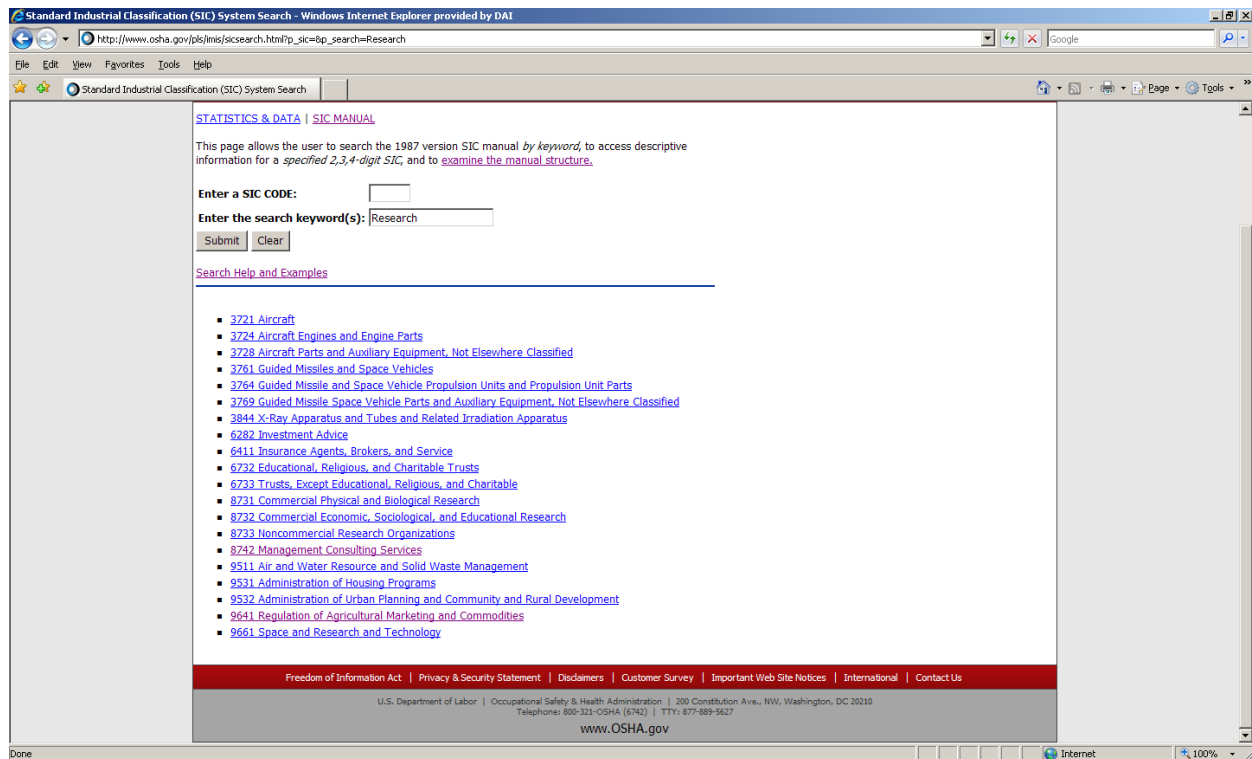 Standard Industrial Classification (SIC) System Search - Windows Internet Explorer provided by DAI
http://www.osha.gov/pls/imis/sicsearch.html?p_sic=&p_search=Research
Google
File Edit View Favorites Tools Help
Standard Industrial Classification (SIC) System Search
Page Tools »
STATISTICS & DATA | SIC MANUAL
This page allows the user to search the 1987 version SIC manual by keyword, to access descriptive
information for a specified 2,3,4-digit SIC, and to examine the manual structure.
Enter a SIC CODE:
Enter the search keyword(s): Research
Submit Clear
Search Help and Examples
3721 Aircraft
3724 Aircraft Engines and Engine Parts
3728 Aircraft Parts and Auxiliary Equipment, Not Elsewhere Classified
3761 Guided Missiles and Space Vehicles
3764 Guided Missile and Space Vehicle Propulsion Units and Propulsion Unit Parts
3769 Guided Missile Space Vehicle Parts and Auxiliary Equipment, Not Elsewhere Classified
3844 X-Ray Apparatus and Tubes and Related Irradiation Apparatus
6282 Investment Advice
6411 Insurance Agents, Brokers, and Service
6732 Educational, Religious, and Charitable Trusts
6733 Trusts, Except Educational, Religious, and Charitable
8731 Commercial Physical and Biological Research
8732 Commercial Economic, Sociological, and Educational Research
8733 Noncommercial Research Organizations
8742 Management Consulting Services
9511 Air and Water Resource and Solid Waste Management
9531 Administration of Housing Programs
9532 Administration of Urban Planning and Community and Rural Development
9641 Regulation of Agricultural Marketing and Commodities
9661 Space and Research and Technology
Freedom of Information Act | Privacy & Security Statement | Disclaimers | Customer Survey | Important Web Site Notices | International | Contact Us
U.S. Department of Labor | Occupational Safety & Health Administration | 200 Constitution Ave., NW, Washington, DC 20210
Telephone: 800-321-OSHA (6742) | TTY: 877-889-5627
www.OSHA.gov
Done
Internet
100%